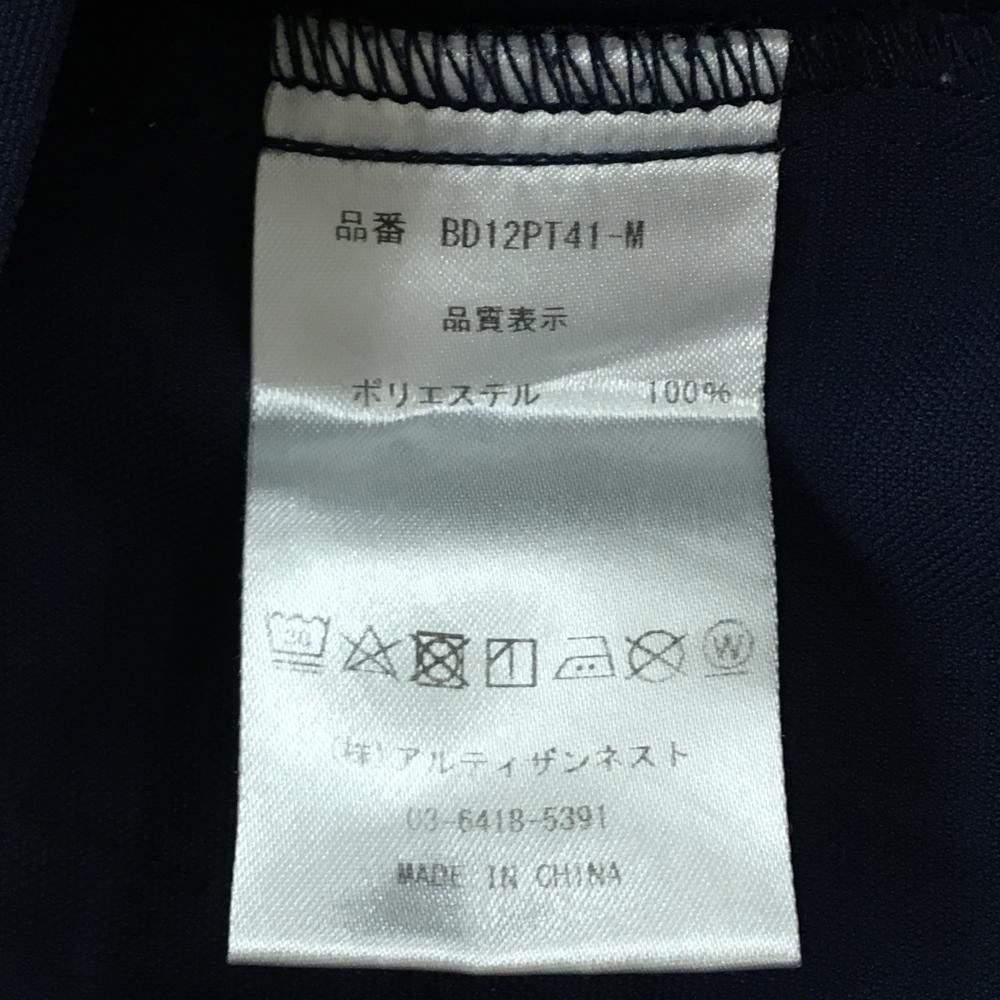 品番 BD12PT41-M
品質表示
ポリエステル 100%
30 W
(株)アルティザンネスト
03-6418-5391
MADE IN CHINA